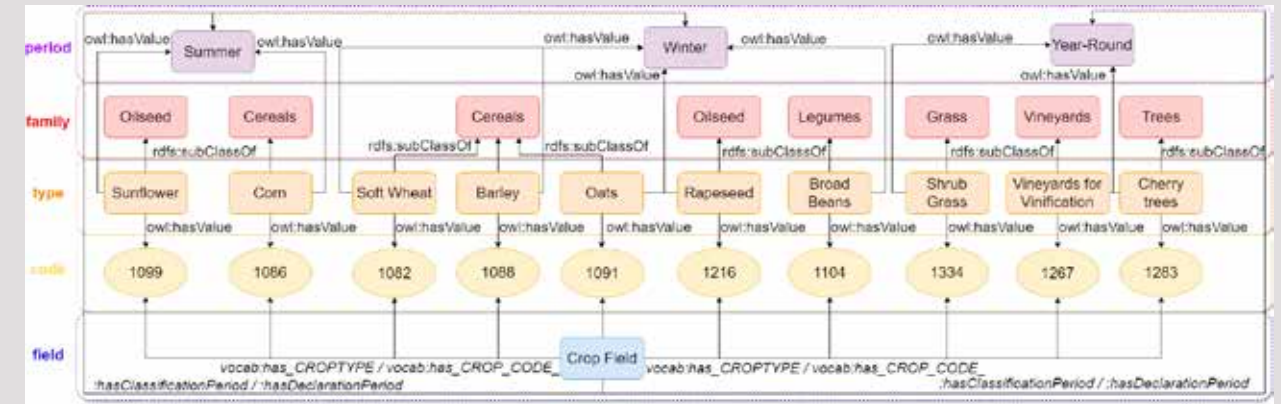 period
owl:hasValue
Summer
owl:hasValue
owl:hasValue
Winter
owl:hasValue
owl:hasValue
Year-Round
owl:hasValue
owl:hasValue
family
Oilseed
Cereals
Cereals
Oilseed
Legumes
Grass
Vineyards
Trees
rdfs:subClassOf
rdfs:subClassOf
rdfs:subClassOf
rdfs:subClassOf
rdfs:subClassOf
rdfs:subClassOf
type
Sunflower
Corn
Soft Wheat
Barley
Oats
Rapeseed
Broad
Beans
Shrub
Grass
Vineyards for
Vinification
Cherry
trees
owl:hasValue
owl:hasValue
owl:hasValue
owl:hasValue
owl:hasValue
owl:hasValue
owl:hasValue
owl:hasValue
owl:hasValue
owl:hasValue
code
1099
1086
1082
1088
1091
1216
1104
1334
1267
1283
field
Crop Field
vocab:has_CROPTYPE / vocab:has_CROP_CODE_
vocab:has_CROPTYPE / vocab:has_CROP_CODE_
:hasClassificationPeriod / :hasDeclarationPeriod
:hasClassificationPeriod / :hasDeclarationPeriod